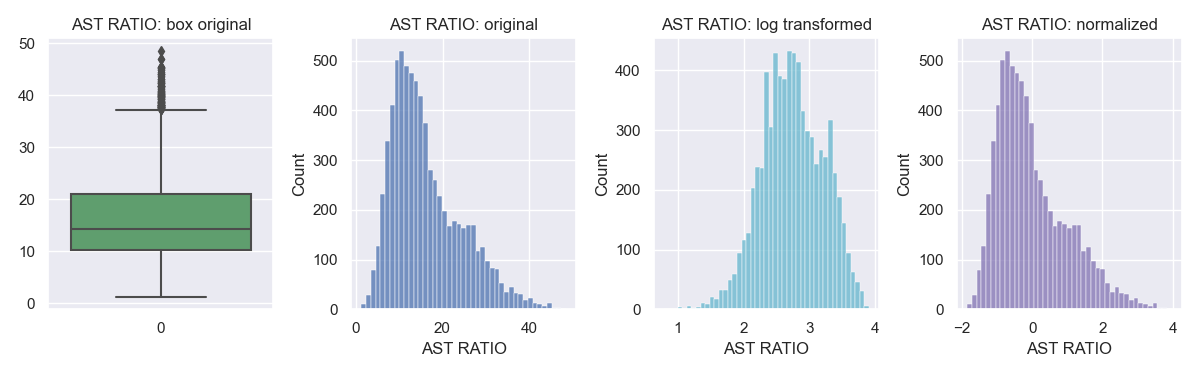 AST RATIO: box original
50
40
30
20
10
0
0
AST RATIO: original
500
400
300
200
100
0
Count
0 20 40
AST RATIO
AST RATIO: log transformed
400
300
200
100
0
Count
1 2 3 4
AST RATIO
AST RATIO: normalized
500
400
300
200
100
0
Count
−2 0 2 4
AST RATIO